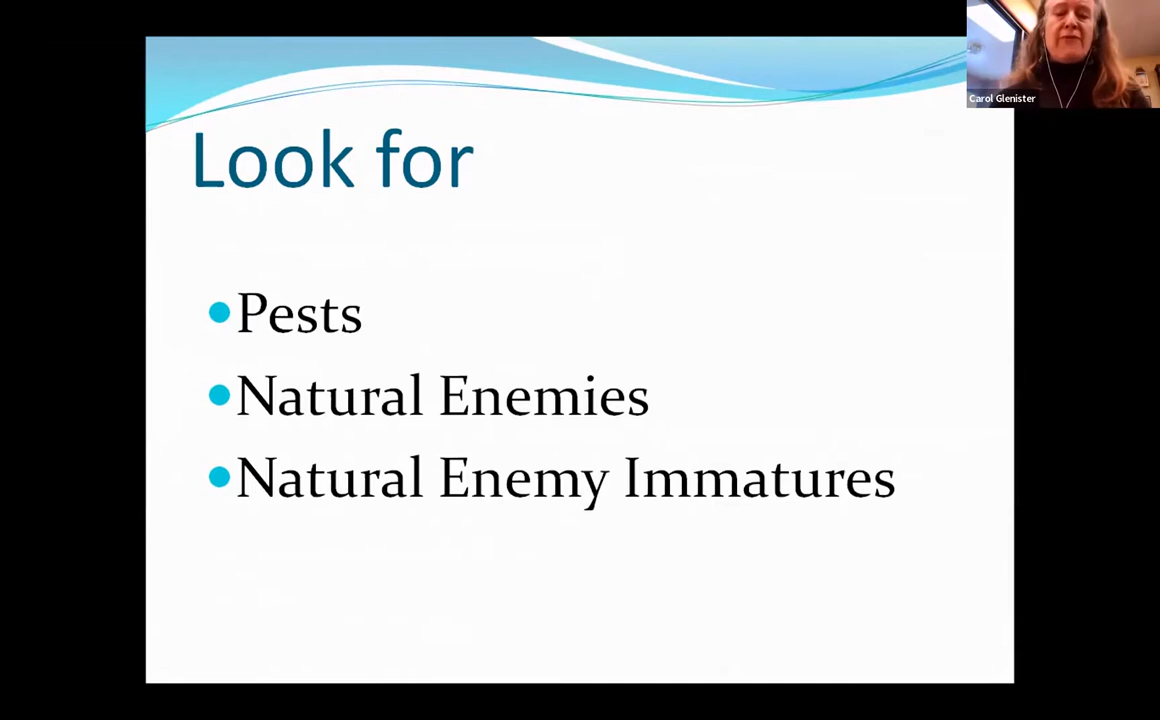 Carol Glenister
Look for
•Pests
•Natural Enemies
•Natural Enemy Immatures